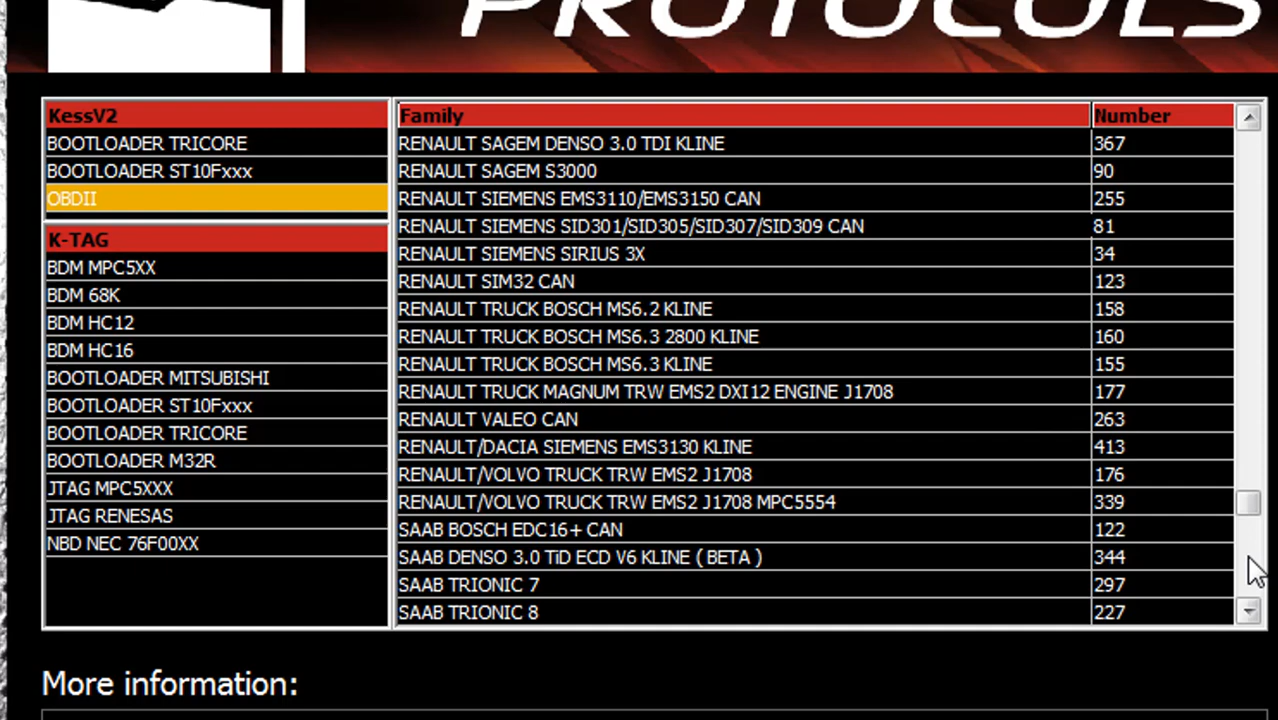 PROTOCOLS
KessV2
BOOTLOADER TRICORE
BOOTLOADER ST10Fxxx
OBDII
K-TAG
BDM MPC5XX
BDM 68K
BDM HC12
BDM HC16
BOOTLOADER MITSUBISHI
BOOTLOADER ST10Fxxx
BOOTLOADER TRICORE
BOOTLOADER M32R
JTAG MPC5XXX
JTAG RENESAS
NBD NEC 76F00XX
Family Number
RENAULT SAGEM DENSO 3.0 TDI KLINE 367
RENAULT SAGEM S3000 90
RENAULT SIEMENS EMS3110/EMS3150 CAN 255
RENAULT SIEMENS SID301/SID305/SID307/SID309 CAN 81
RENAULT SIEMENS SIRIUS 3X 34
RENAULT SIM32 CAN 123
RENAULT TRUCK BOSCH MS6.2 KLINE 158
RENAULT TRUCK BOSCH MS6.3 2800 KLINE 160
RENAULT TRUCK BOSCH MS6.3 KLINE 155
RENAULT TRUCK MAGNUM TRW EMS2 DXI12 ENGINE J1708 177
RENAULT VALEO CAN 263
RENAULT/DACIA SIEMENS EMS3130 KLINE 413
RENAULT/VOLVO TRUCK TRW EMS2 J1708 176
RENAULT/VOLVO TRUCK TRW EMS2 J1708 MPC5554 339
SAAB BOSCH EDC16+ CAN 122
SAAB DENSO 3.0 TiD ECD V6 KLINE ( BETA ) 344
SAAB TRIONIC 7 297
SAAB TRIONIC 8 227
More information: